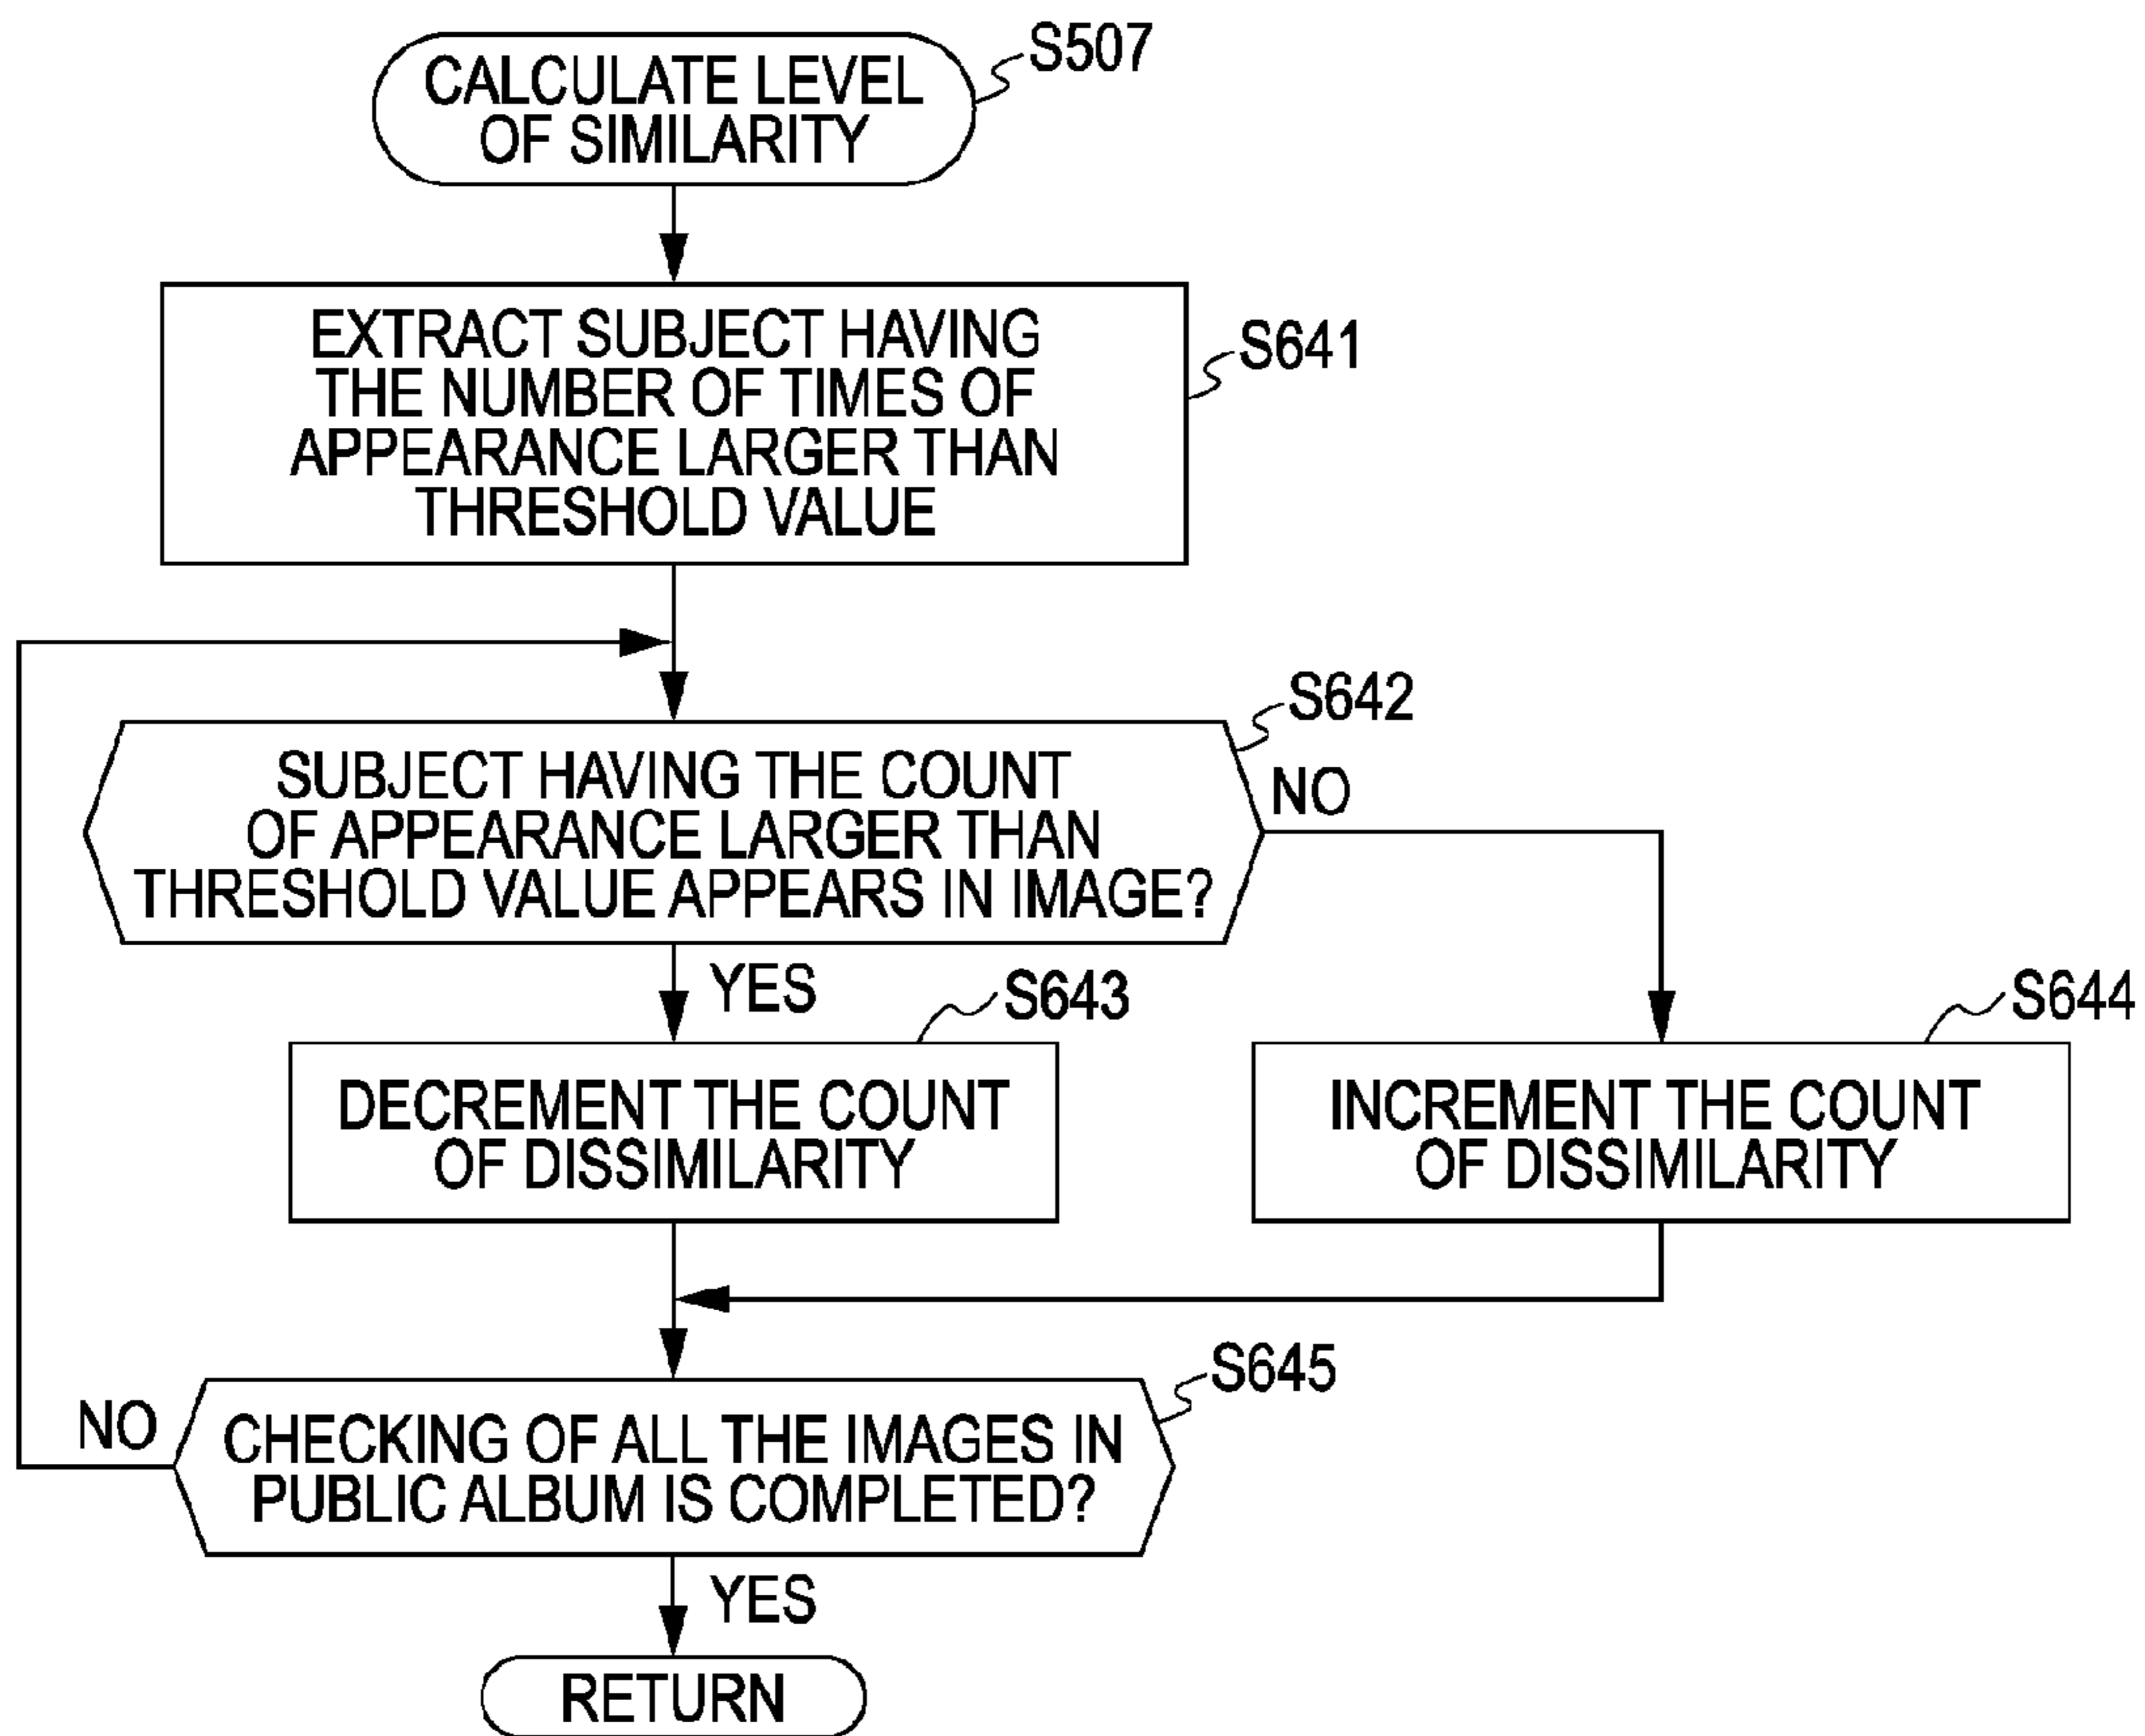 CALCULATE LEVEL
OF SIMILARITY
S507
EXTRACT SUBJECT HAVING
THE NUMBER OF TIMES OF
APPEARANCE LARGER THAN
THRESHOLD VALUE
S641
SUBJECT HAVING THE COUNT
OF APPEARANCE LARGER THAN
THRESHOLD VALUE APPEARS IN IMAGE?
S642
NO
YES
DECREMENT THE COUNT
OF DISSIMILARITY
S643
INCREMENT THE COUNT
OF DISSIMILARITY
S644
CHECKING OF ALL THE IMAGES IN
PUBLIC ALBUM IS COMPLETED?
S645
NO
YES
RETURN